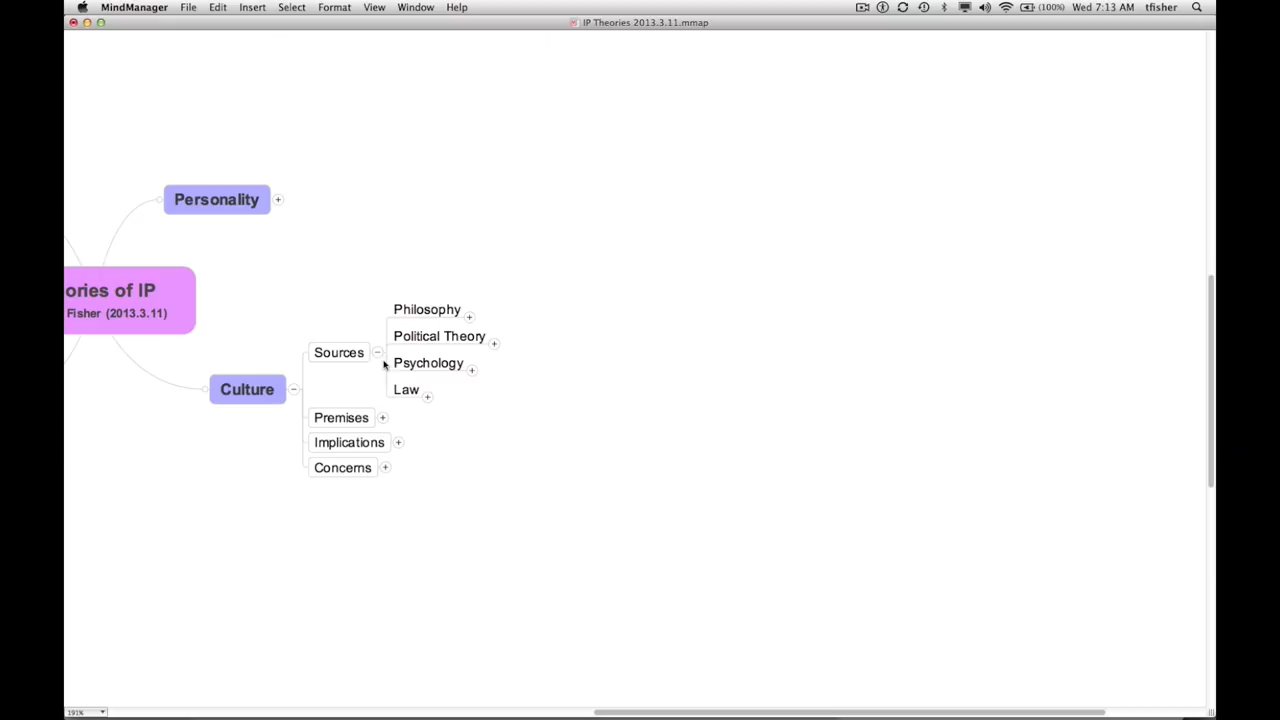 MindManager File Edit Insert Select Format View Window Help (100%) Wed 7:13 AM tfisher
IP Theories 2013.3.11.mmap
Personality
ories of IP
Fisher (2013.3.11)
Philosophy
Political Theory
Sources
Psychology
Culture
Law
Premises
Implications
Concerns
191%